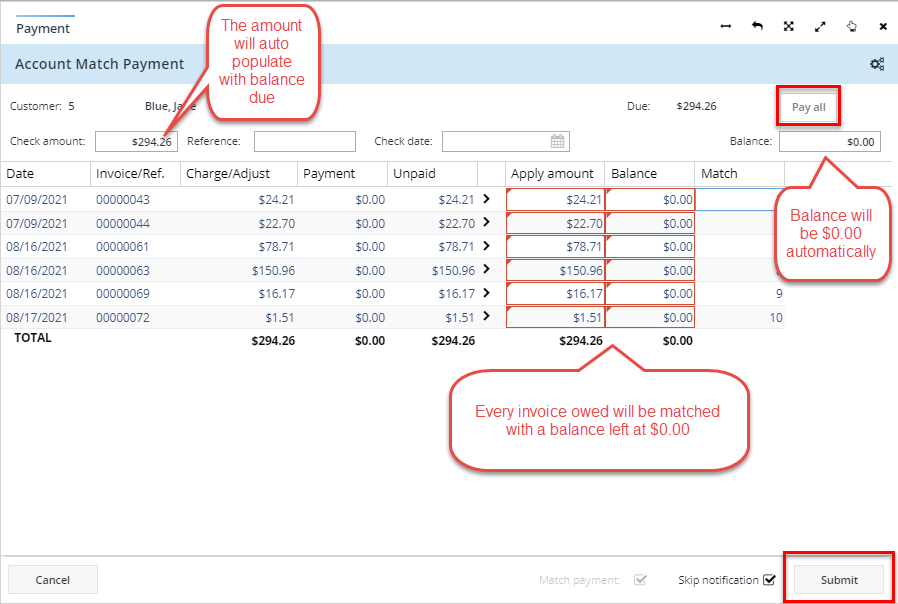 Payment
The amount
will auto
populate
with balance
due
Account Match Payment
Customer: 5 Blue, Ja
Due: $294.26
Pay all
Check amount: $294.26 Reference: Check date: Balance: $0.00
Date Invoice/Ref. Charge/Adjust Payment Unpaid Apply amount Balance Match
07/09/2021 00000043 $24.21 $0.00 $24.21 $24.21 $0.00
07/09/2021 00000044 $22.70 $0.00 $22.70 $22.70 $0.00
08/16/2021 00000061 $78.71 $0.00 $78.71 $78.71 $0.00
08/16/2021 00000063 $150.96 $0.00 $150.96 $150.96 $0.00
08/16/2021 00000069 $16.17 $0.00 $16.17 $16.17 $0.00 9
08/17/2021 00000072 $1.51 $0.00 $1.51 $1.51 $0.00 10
TOTAL $294.26 $0.00 $294.26 $294.26 $0.00
Balance will
be $0.00
automatically
Every invoice owed will be matched
with a balance left at $0.00
Cancel
Match payment:
Skip notification
Submit